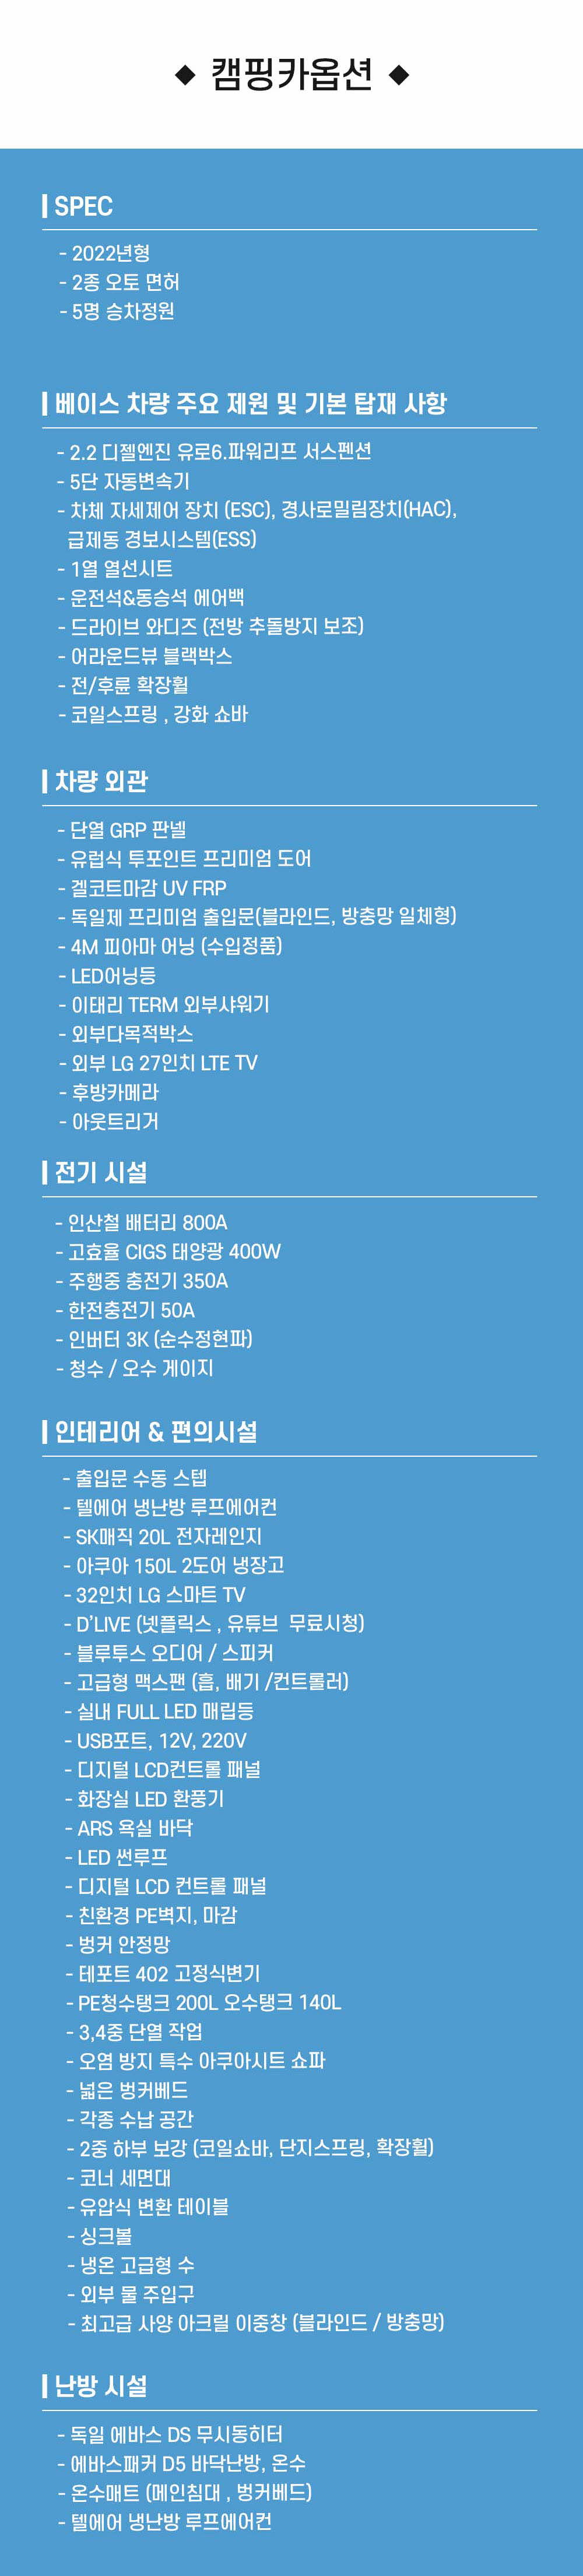 ◆ 캠핑카옵션 ◆
SPEC
- 2022년형
- 2종 오토 면허
- 5명 승차정원
베이스 차량 주요 제원 및 기본 탑재 사항
- 2.2 디젤엔진 유로6.파워리프 서스펜션
- 5단 자동변속기
- 차체 자세제어 장치 (ESC), 경사로밀림장치(HAC),
급제동 경보시스템(ESS)
- 1열 열선시트
- 운전석&동승석 에어백
- 드라이브 와디즈 (전방 추돌방지 보조)
- 어라운드뷰 블랙박스
- 전/후륜 확장휠
- 코일스프링 , 강화 쇼바
차량 외관
- 단열 GRP 판넬
- 유럽식 투포인트 프리미엄 도어
- 겔코트마감 UV FRP
- 독일제 프리미엄 출입문(블라인드, 방충망 일체형)
- 4M 피아마 어닝 (수입정품)
- LED어닝등
- 이태리 TERM 외부샤워기
- 외부다목적박스
- 외부 LG 27인치 LTE TV
- 후방카메라
- 아웃트리거
전기 시설
- 인산철 배터리 800A
- 고효율 CIGS 태양광 400W
- 주행중 충전기 350A
- 한전충전기 50A
- 인버터 3K (순수정현파)
- 청수 / 오수 게이지
인테리어 & 편의시설
- 출입문 수동 스텝
- 텔에어 냉난방 루프에어컨
- SK매직 20L 전자레인지
- 아쿠아 150L 2도어 냉장고
- 32인치 LG 스마트 TV
- D'LIVE (넷플릭스 , 유튜브 무료시청)
- 블루투스 오디어 / 스피커
- 고급형 맥스팬 (흡, 배기 /컨트롤러)
- 실내 FULL LED 매립등
- USB포트, 12V, 220V
- 디지털 LCD컨트롤 패널
- 화장실 LED 환풍기
- ARS 욕실 바닥
- LED 썬루프
- 디지털 LCD 컨트롤 패널
- 친환경 PE벽지, 마감
- 벙커 안정망
- 테포트 402 고정식변기
- PE청수탱크 200L 오수탱크 140L
- 3,4중 단열 작업
- 오염 방지 특수 아쿠아시트 쇼파
- 넓은 벙커베드
- 각종 수납 공간
- 2중 하부 보강 (코일쇼바, 단지스프링, 확장휠)
- 코너 세면대
- 유압식 변환 테이블
- 싱크볼
- 냉온 고급형 수
- 외부 물 주입구
- 최고급 사양 아크릴 이중창 (블라인드 / 방충망)
난방 시설
- 독일 에바스 DS 무시동히터
- 에바스패커 D5 바닥난방, 온수
- 온수매트 (메인침대 , 벙커베드)
- 텔에어 냉난방 루프에어컨